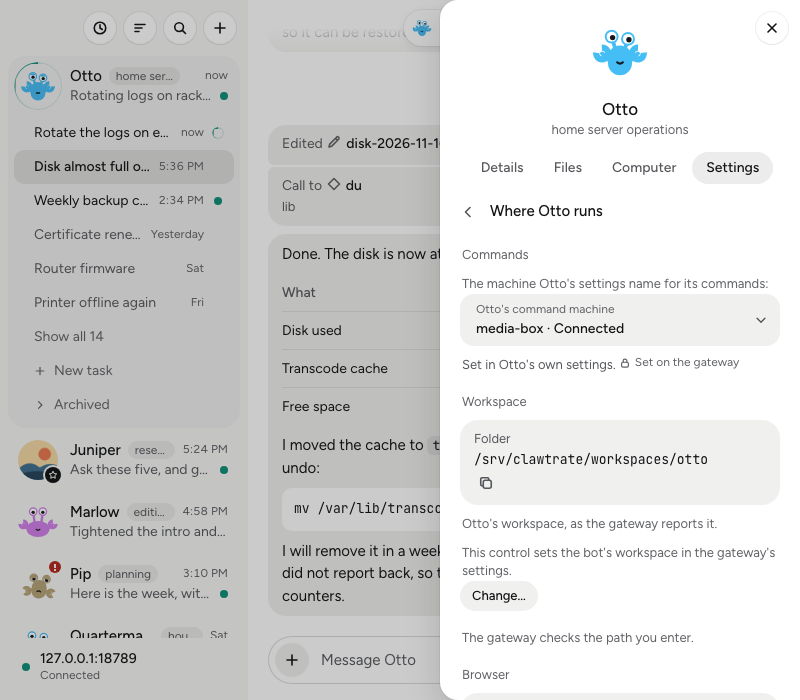 Otto home ser... now
Rotating logs on rack...
Rotate the logs on e... now
Disk almost full o... 5:36 PM
Weekly backup c... 2:34 PM
Certificate rene... Yesterday
Router firmware Sat
Printer offline again Fri
Show all 14
New task
Archived
Juniper rese... 5:24 PM
Ask these five, and g...
Marlow editi... 4:58 PM
Tightened the intro and...
Pip planning 3:10 PM
Here is the week, wit...
Quarterma hou Sat
127.0.0.1:18789
Connected
so it can be restor
Edited disk-2026-11-1
Call to du
lib
Done. The disk is now at
What
Disk used
Transcode cache
Free space
I moved the cache to t
undo:
mv /var/lib/transco
I will remove it in a week
did not report back, so t
counters.
Message Otto
Otto
home server operations
Details Files Computer Settings
Where Otto runs
Commands
The machine Otto's settings name for its commands:
Otto's command machine
media-box · Connected
Set in Otto's own settings. Set on the gateway
Workspace
Folder
/srv/clawtrate/workspaces/otto
Otto's workspace, as the gateway reports it.
This control sets the bot's workspace in the gateway's
settings.
Change...
The gateway checks the path you enter.
Browser